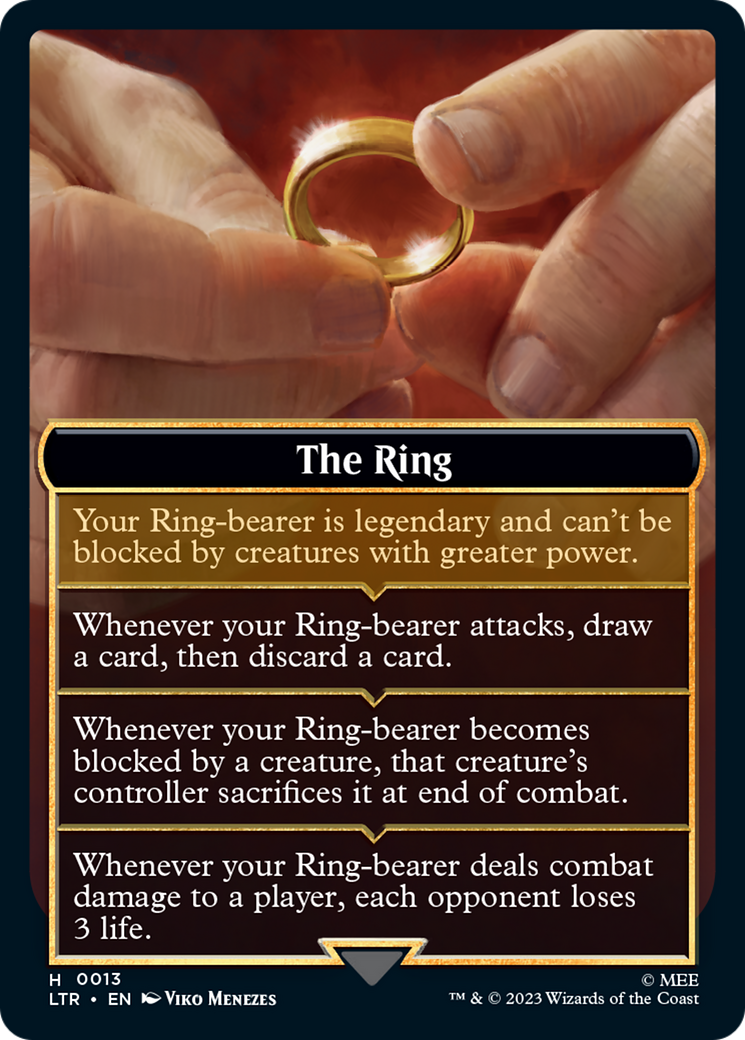 The Ring
Your Ring-bearer is legendary and can't be
blocked by creatures with greater power.
Whenever your Ring-bearer attacks, draw
a card, then discard a card.
Whenever your Ring-bearer becomes
blocked by a creature, that creature's
controller sacrifices it at end of combat.
Whenever your Ring-bearer deals combat
damage to a player, each opponent loses
3 life.
H 0013
LTR • EN Viko Menezes
© MEE
™ & © 2023 Wizards of the Coast